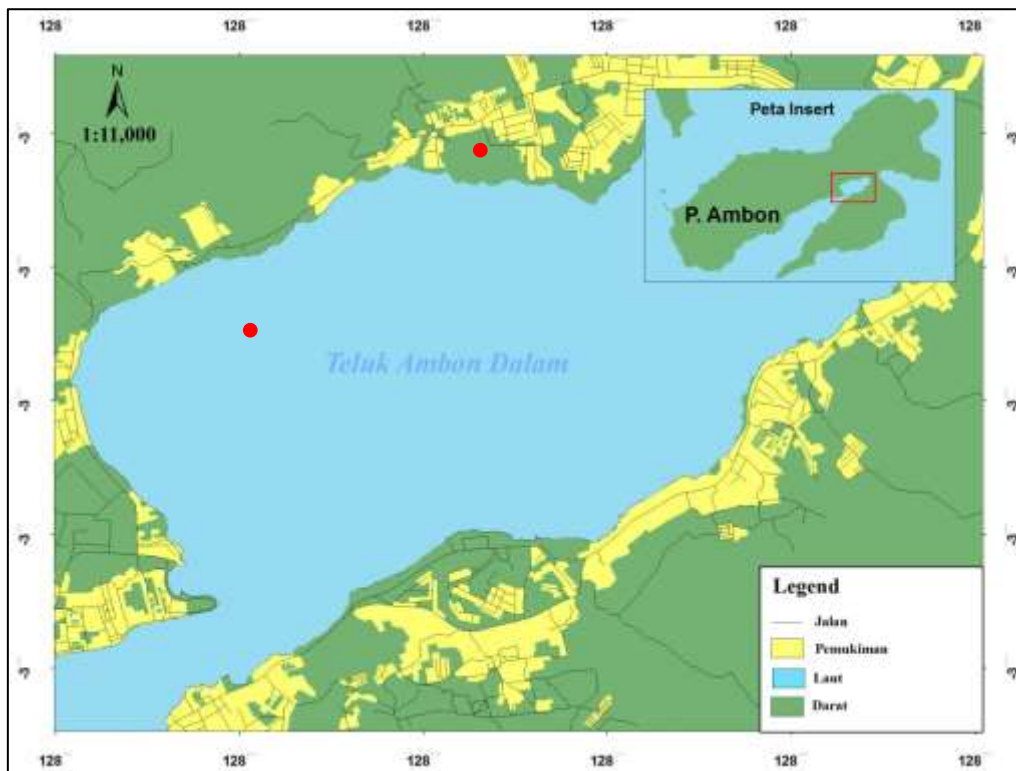 128 128 128 128 128 128
N
1:11,000
Peta Insert
P. Ambon
Teluk Ambon Dalam
Legend
Jalan
Pemukiman
Laut
Darat
128 128 128 128 128 128